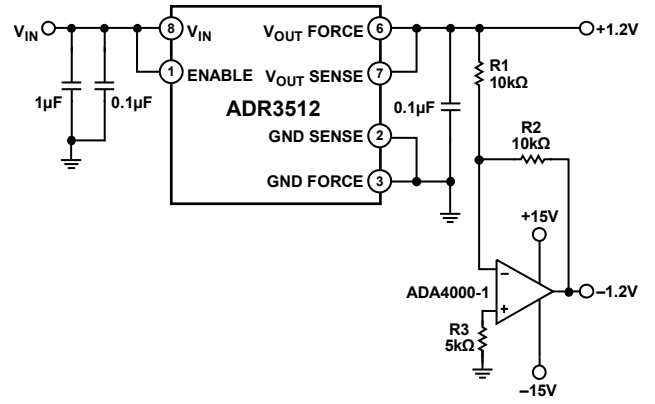 VIN
8
VIN
VOUT FORCE
6
+1.2V
1
ENABLE
VOUT SENSE
7
R1
10kΩ
1µF
0.1µF
ADR3512
0.1µF
GND SENSE
2
R2
10kΩ
GND FORCE
3
+15V
ADA4000-1
–
+
–1.2V
R3
5kΩ
–15V